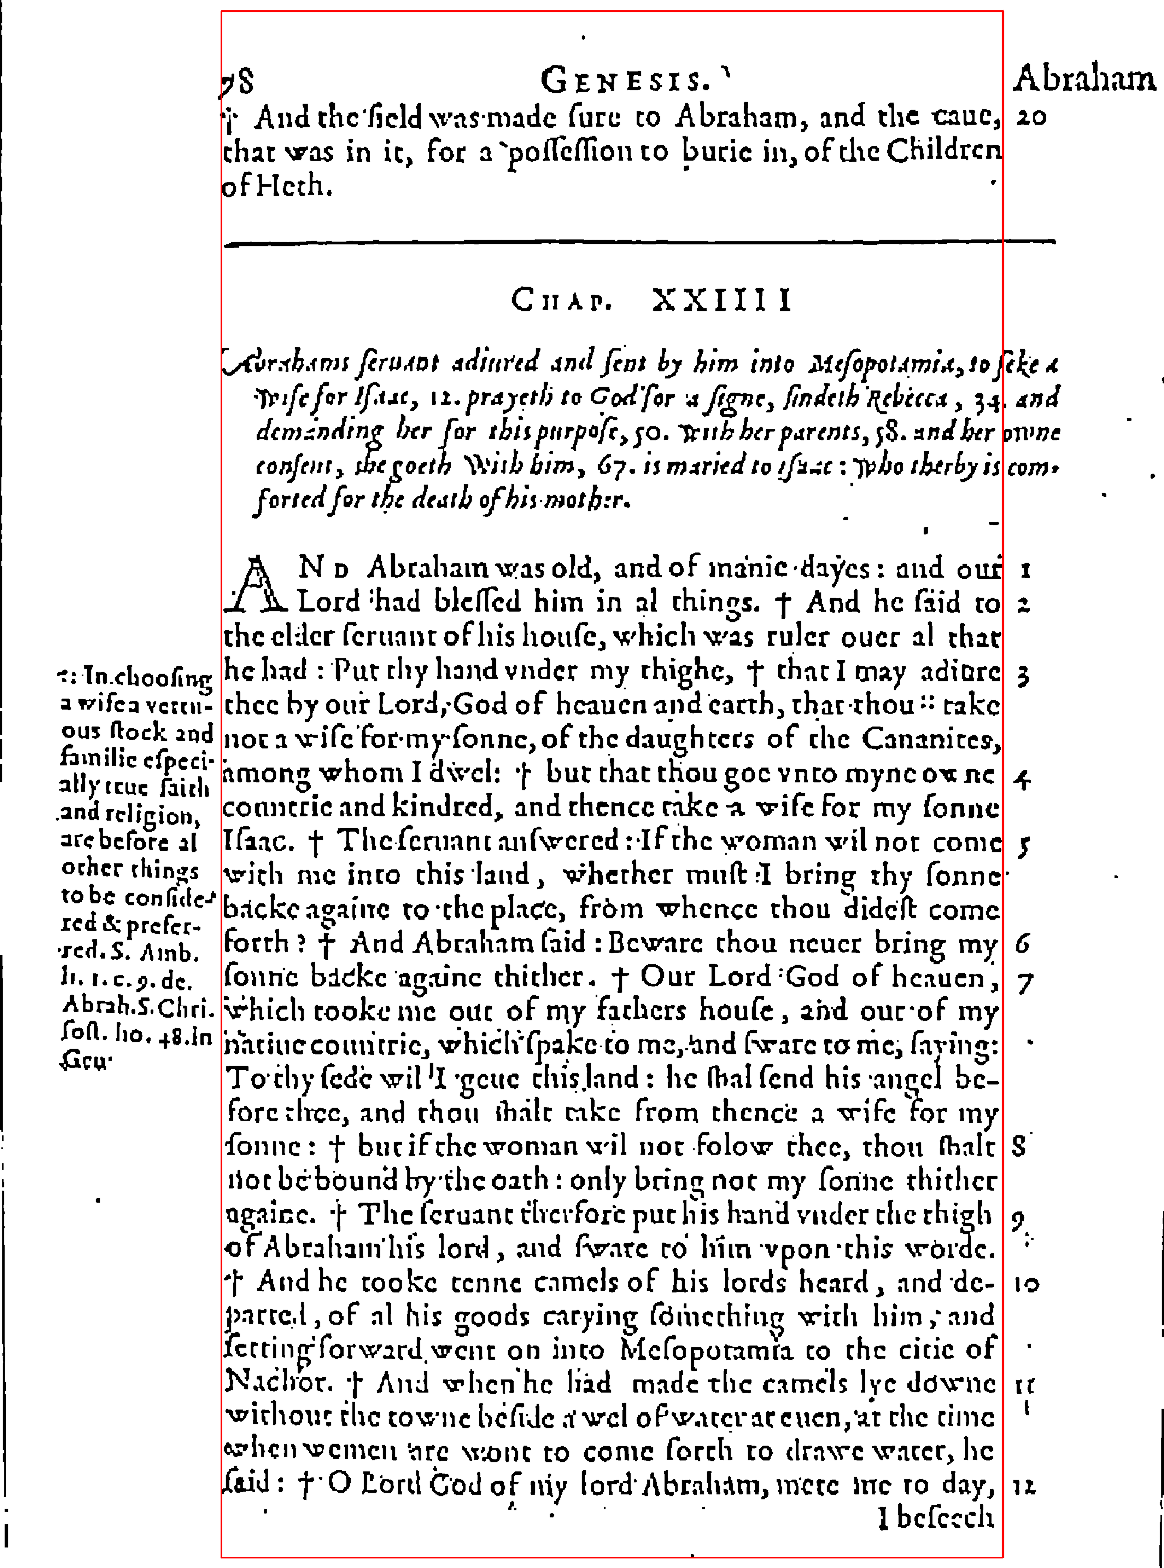 78 GENESIS. Abraham
† And the field was made ſure to Abraham, and the caue, 20
that was in it, for a poſſeſſion to burie in, of the Children
of Heth.
CHAP. XXIIII
Abrahams ſeruant adiured and ſent by him into Meſopotamia, to ſeke a
wife for Iſaac, 12. prayeth to God for a ſigne, findeth Rebecca, 34. and
demanding her for this purpoſe, 50. with her parents, 58. and her owne
conſent, she goeth with him, 67. is maried to Iſaac: who therby is com-
forted for the death of his mother.
AND Abraham was old, and of manie dayes: and our 1
Lord had bleſſed him in al things. † And he ſaid to 2
the elder ſeruant of his houſe, which was ruler ouer al that
he had: Put thy hand vnder my thighe, † that I may adiure 3
thee by our Lord, God of heauen and earth, that thou :: take
not a wife for my ſonne, of the daughters of the Cananites,
among whom I dwel: † but that thou goe vnto myne owne 4
countrie and kindred, and thence take a wife for my ſonne
Iſaac. † The ſeruant anſwered: If the woman wil not come 5
with me into this land, whether muſt I bring thy ſonne
backe againe to the place, from whence thou dideſt come
forth? † And Abraham ſaid: Beware thou neuer bring my 6
ſonne backe againe thither. † Our Lord God of heauen, 7
which tooke me out of my fathers houſe, and out of my
natiue countrie, which ſpake to me, and ſware to me, ſaying:
To thy ſede wil I geue this land: he ſhal ſend his angel be-
fore thee, and thou ſhalt take from thence a wife for my
ſonne: † but if the woman wil not folow thee, thou ſhalt 8
not be bound by the oath: only bring not my ſonne thither
againe. † The ſeruant therfore put his hand vnder the thigh 9
of Abraham his lord, and ſware to him vpon this worde.
† And he tooke tenne camels of his lords heard, and de- 10
parted, of al his goods carying ſomething with him, and
ſetting forward went on into Meſopotamia to the citie of
Nachor. † And when he had made the camels lye downe 11
without the towne beſide a wel of water at euen, at the time
when wemen are wont to come forth to drawe water, he
ſaid: † O Lord God of my lord Abraham, mete me to day, 12
I beſeech
:: In chooſing
a wife a vertu-
ous ſtock and
familie eſpeci-
ally true faith
and religion,
are before al
other things
to be conſide-
red & prefer-
red. S. Amb.
li. 1. c. 9. de.
Abrah. S. Chri.
ſoſt. ho. 48. in
Gen.